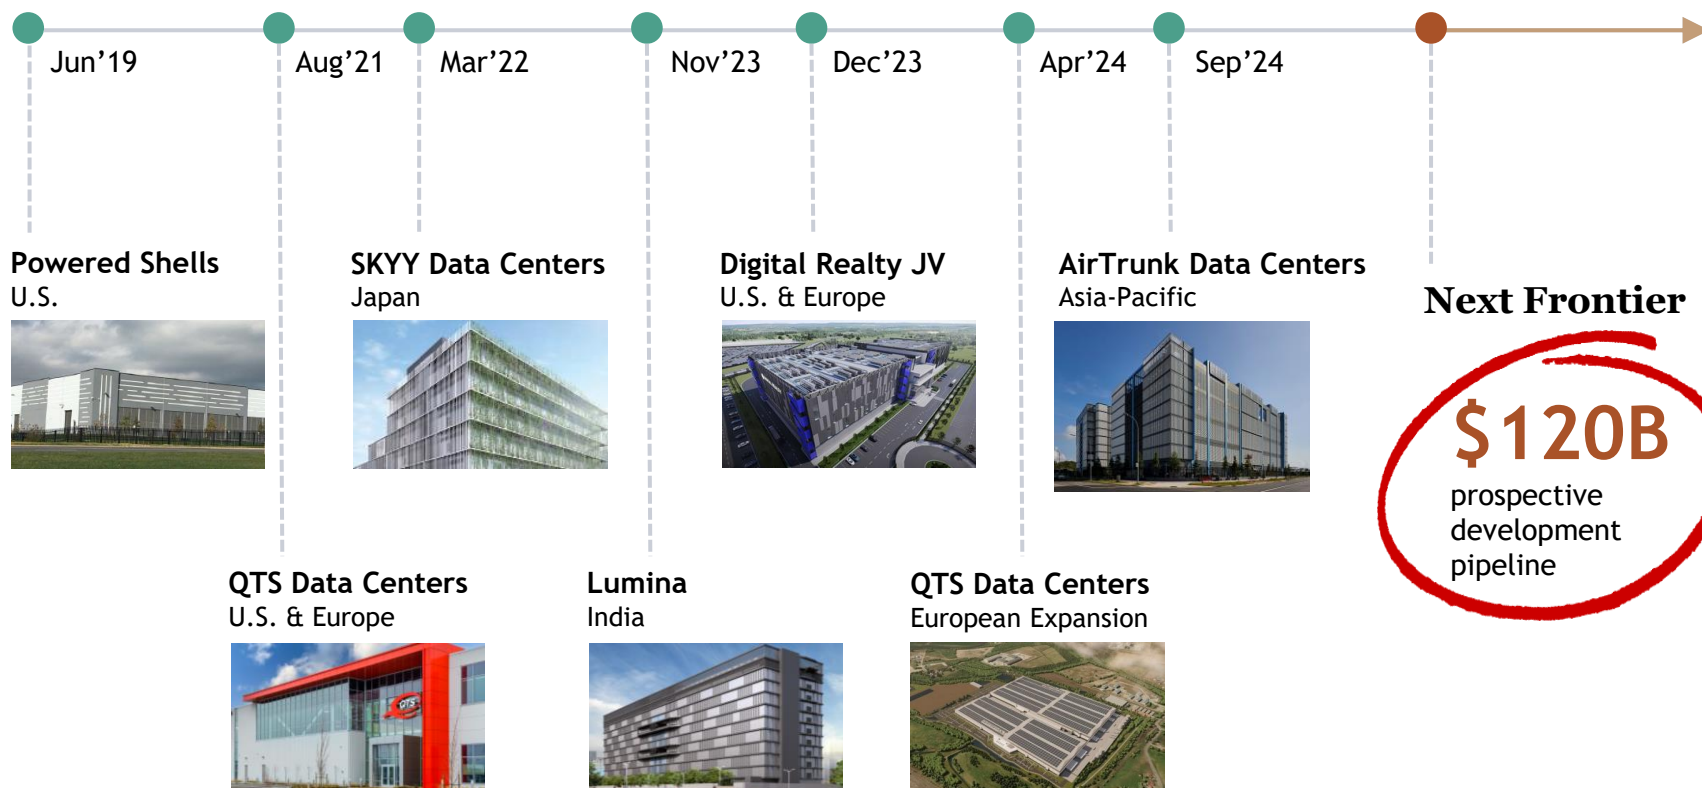 Jun’19
Aug’21
Mar’22
Nov’23
Dec’23
Apr’24
Sep’24
Powered Shells
U.S.
SKYY Data Centers
Japan
Digital Realty JV
U.S. & Europe
AirTrunk Data Centers
Asia-Pacific
Next Frontier
$120B
prospective
development
pipeline
QTS Data Centers
U.S. & Europe
QTS
Lumina
India
QTS Data Centers
European Expansion